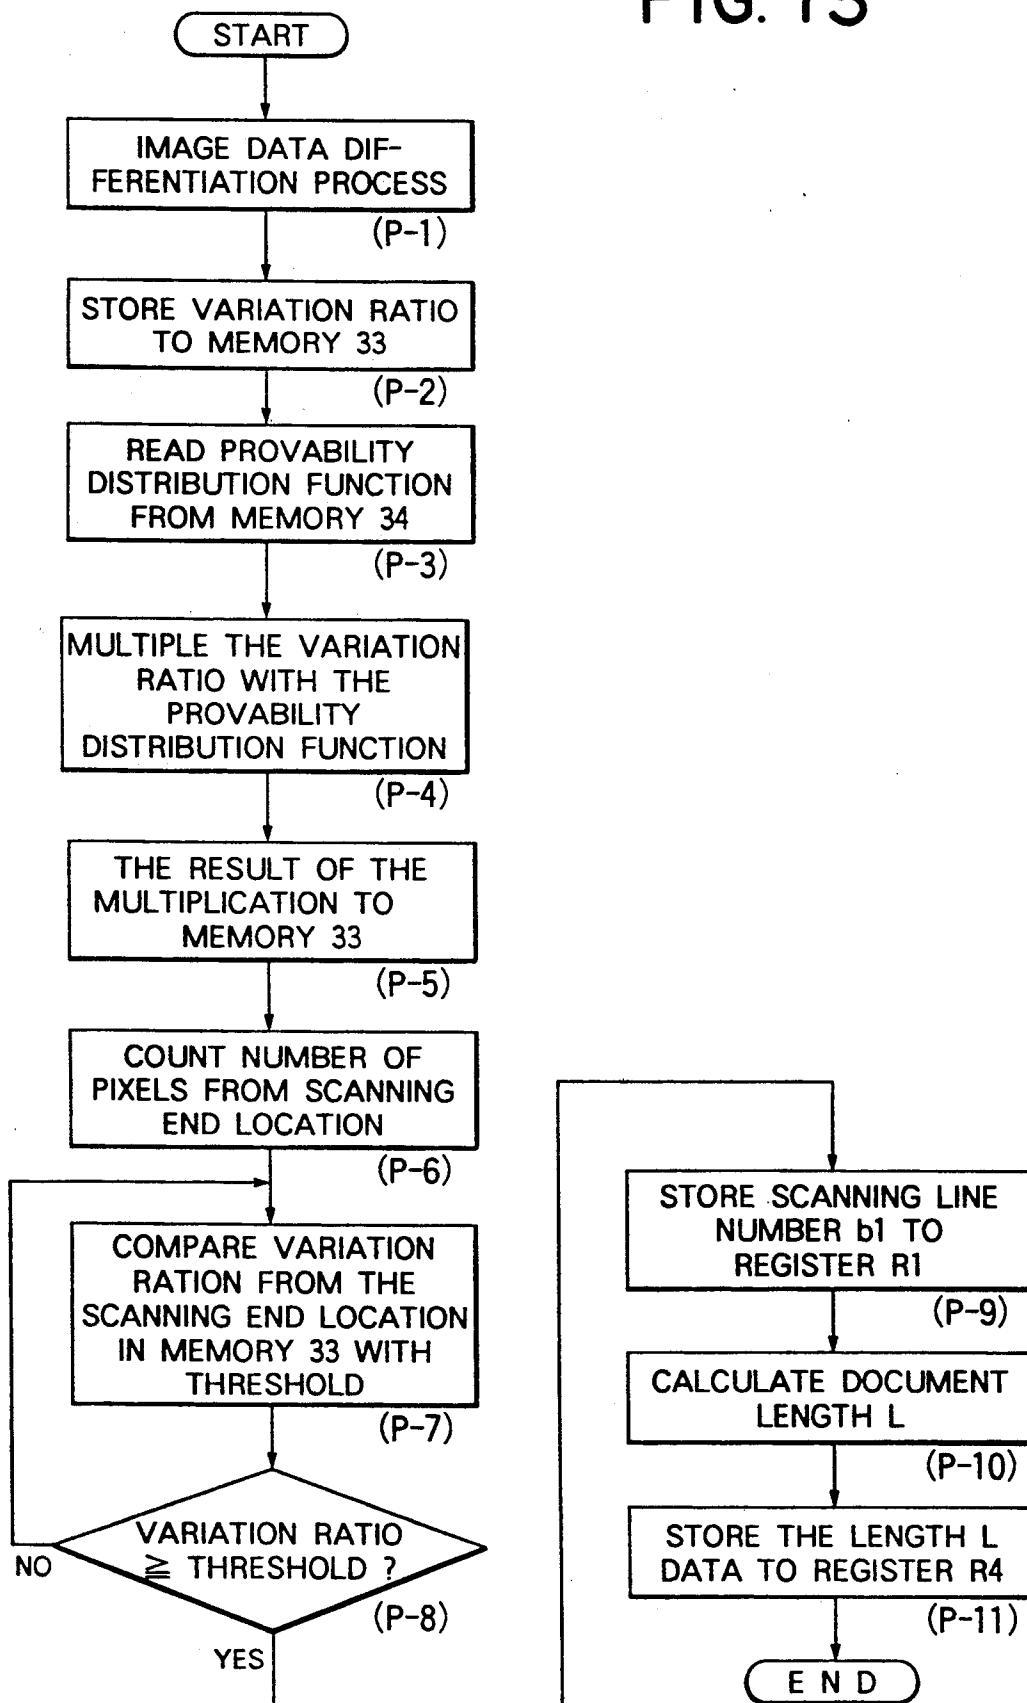 FIG. 13
START
IMAGE DATA DIF-
FERENTIATION PROCESS
(P-1)
STORE VARIATION RATIO
TO MEMORY 33
(P-2)
READ PROVABILITY
DISTRIBUTION FUNCTION
FROM MEMORY 34
(P-3)
MULTIPLE THE VARIATION
RATIO WITH THE
PROVABILITY
DISTRIBUTION FUNCTION
(P-4)
THE RESULT OF THE
MULTIPLICATION TO
MEMORY 33
(P-5)
COUNT NUMBER OF
PIXELS FROM SCANNING
END LOCATION
(P-6)
COMPARE VARIATION
RATION FROM THE
SCANNING END LOCATION
IN MEMORY 33 WITH
THRESHOLD
(P-7)
VARIATION RATIO
≧ THRESHOLD ?
(P-8)
NO
YES
STORE SCANNING LINE
NUMBER b1 TO
REGISTER R1
(P-9)
CALCULATE DOCUMENT
LENGTH L
(P-10)
STORE THE LENGTH L
DATA TO REGISTER R4
(P-11)
END